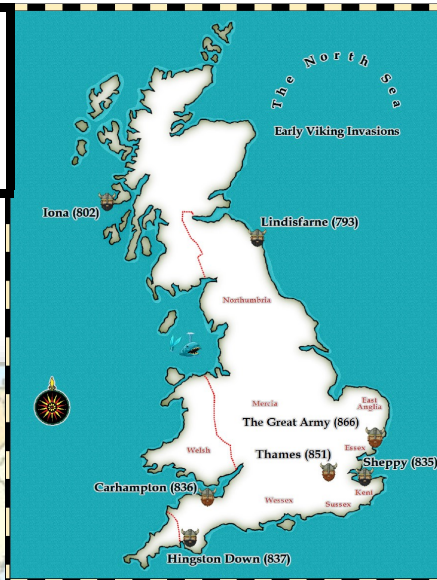 The North Sea
Early Viking Invasions
Iona (802)
Lindisfarne (793)
Northumbria
Mercia
East
Anglia
The Great Army (866)
Essex
Welsh
Thames (851)
Sheppy (835)
Carhampton (836)
Kent
Wessex
Sussex
Hingston Down (837)